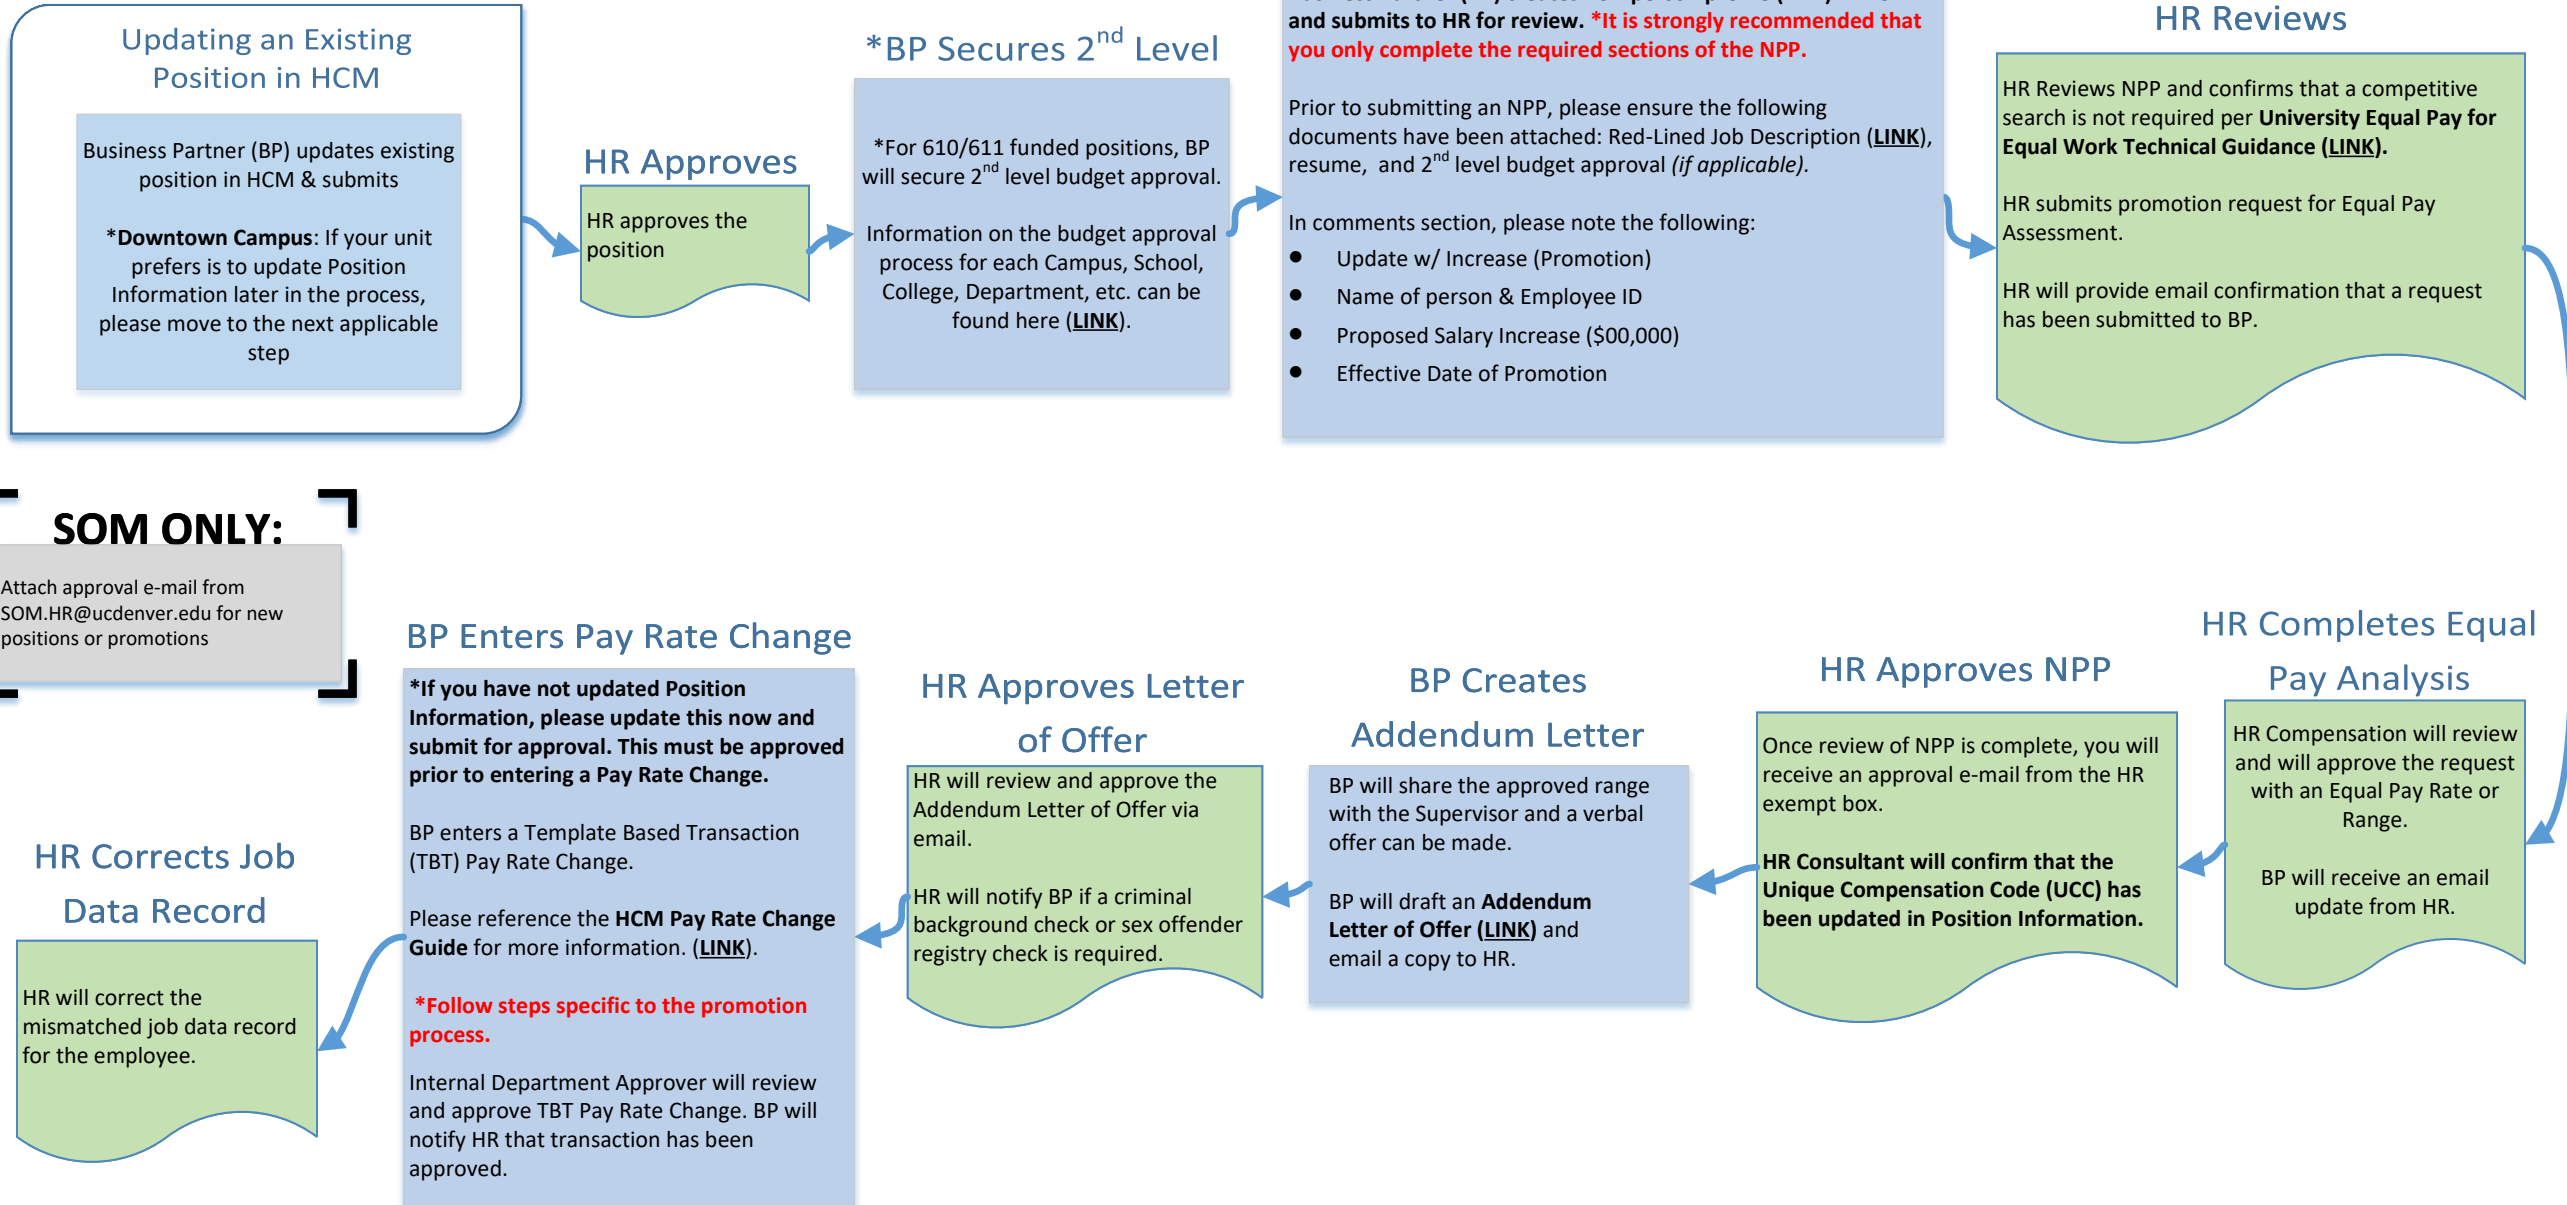 Updating an Existing
Position in HCM
Business Partner (BP) updates existing
position in HCM & submits
*Downtown Campus: If your unit
prefers is to update Position
Information later in the process,
please move to the next applicable
step
HR Approves
HR approves the
position
*BP Secures 2nd Level
*For 610/611 funded positions, BP
will secure 2nd level budget approval.
Information on the budget approval
process for each Campus, School,
College, Department, etc. can be
found here (LINK).
and submits to HR for review. *It is strongly recommended that
you only complete the required sections of the NPP.
Prior to submitting an NPP, please ensure the following
documents have been attached: Red-Lined Job Description (LINK),
resume, and 2nd level budget approval (if applicable).
In comments section, please note the following:
● Update w/ Increase (Promotion)
● Name of person & Employee ID
● Proposed Salary Increase ($00,000)
● Effective Date of Promotion
HR Reviews
HR Reviews NPP and confirms that a competitive
search is not required per University Equal Pay for
Equal Work Technical Guidance (LINK).
HR submits promotion request for Equal Pay
Assessment.
HR will provide email confirmation that a request
has been submitted to BP.
SOM ONLY:
Attach approval e-mail from
SOM.HR@ucdenver.edu for new
positions or promotions
HR Completes Equal
Pay Analysis
HR Compensation will review
and will approve the request
with an Equal Pay Rate or
Range.
BP will receive an email
update from HR.
HR Approves NPP
Once review of NPP is complete, you will
receive an approval e-mail from the HR
exempt box.
HR Consultant will confirm that the
Unique Compensation Code (UCC) has
been updated in Position Information.
BP Creates
Addendum Letter
BP will share the approved range
with the Supervisor and a verbal
offer can be made.
BP will draft an Addendum
Letter of Offer (LINK) and
email a copy to HR.
HR Approves Letter
of Offer
HR will review and approve the
Addendum Letter of Offer via
email.
HR will notify BP if a criminal
background check or sex offender
registry check is required.
BP Enters Pay Rate Change
*If you have not updated Position
Information, please update this now and
submit for approval. This must be approved
prior to entering a Pay Rate Change.
BP enters a Template Based Transaction
(TBT) Pay Rate Change.
Please reference the HCM Pay Rate Change
Guide for more information. (LINK).
*Follow steps specific to the promotion
process.
Internal Department Approver will review
and approve TBT Pay Rate Change. BP will
notify HR that transaction has been
approved.
HR Corrects Job
Data Record
HR will correct the
mismatched job data record
for the employee.